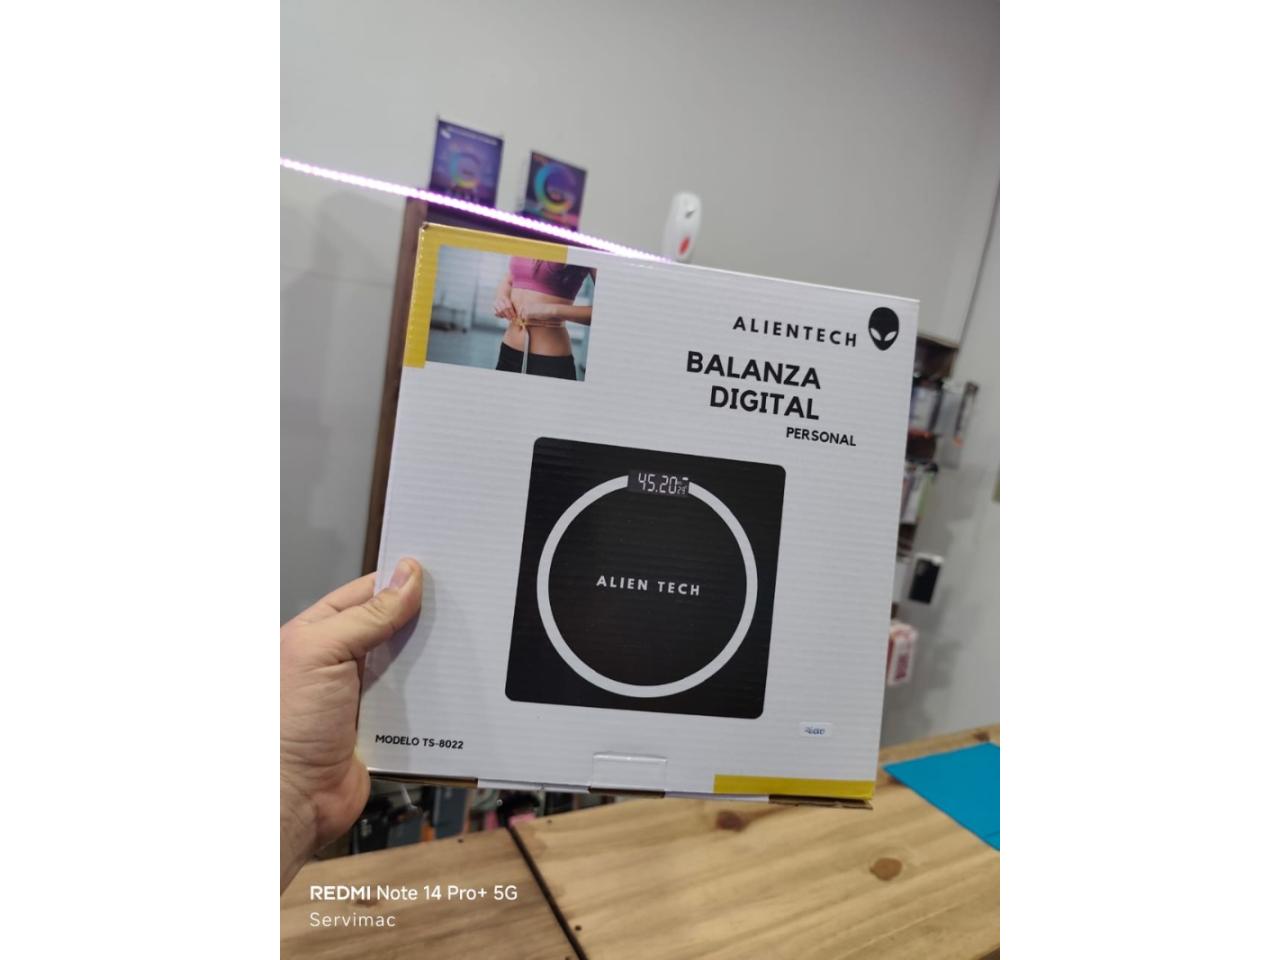 ALIENTECH
BALANZA
DIGITAL
PERSONAL
45.20
ALIEN TECH
MODELO TS-8022
REDMI Note 14 Pro+ 5G
Servimac